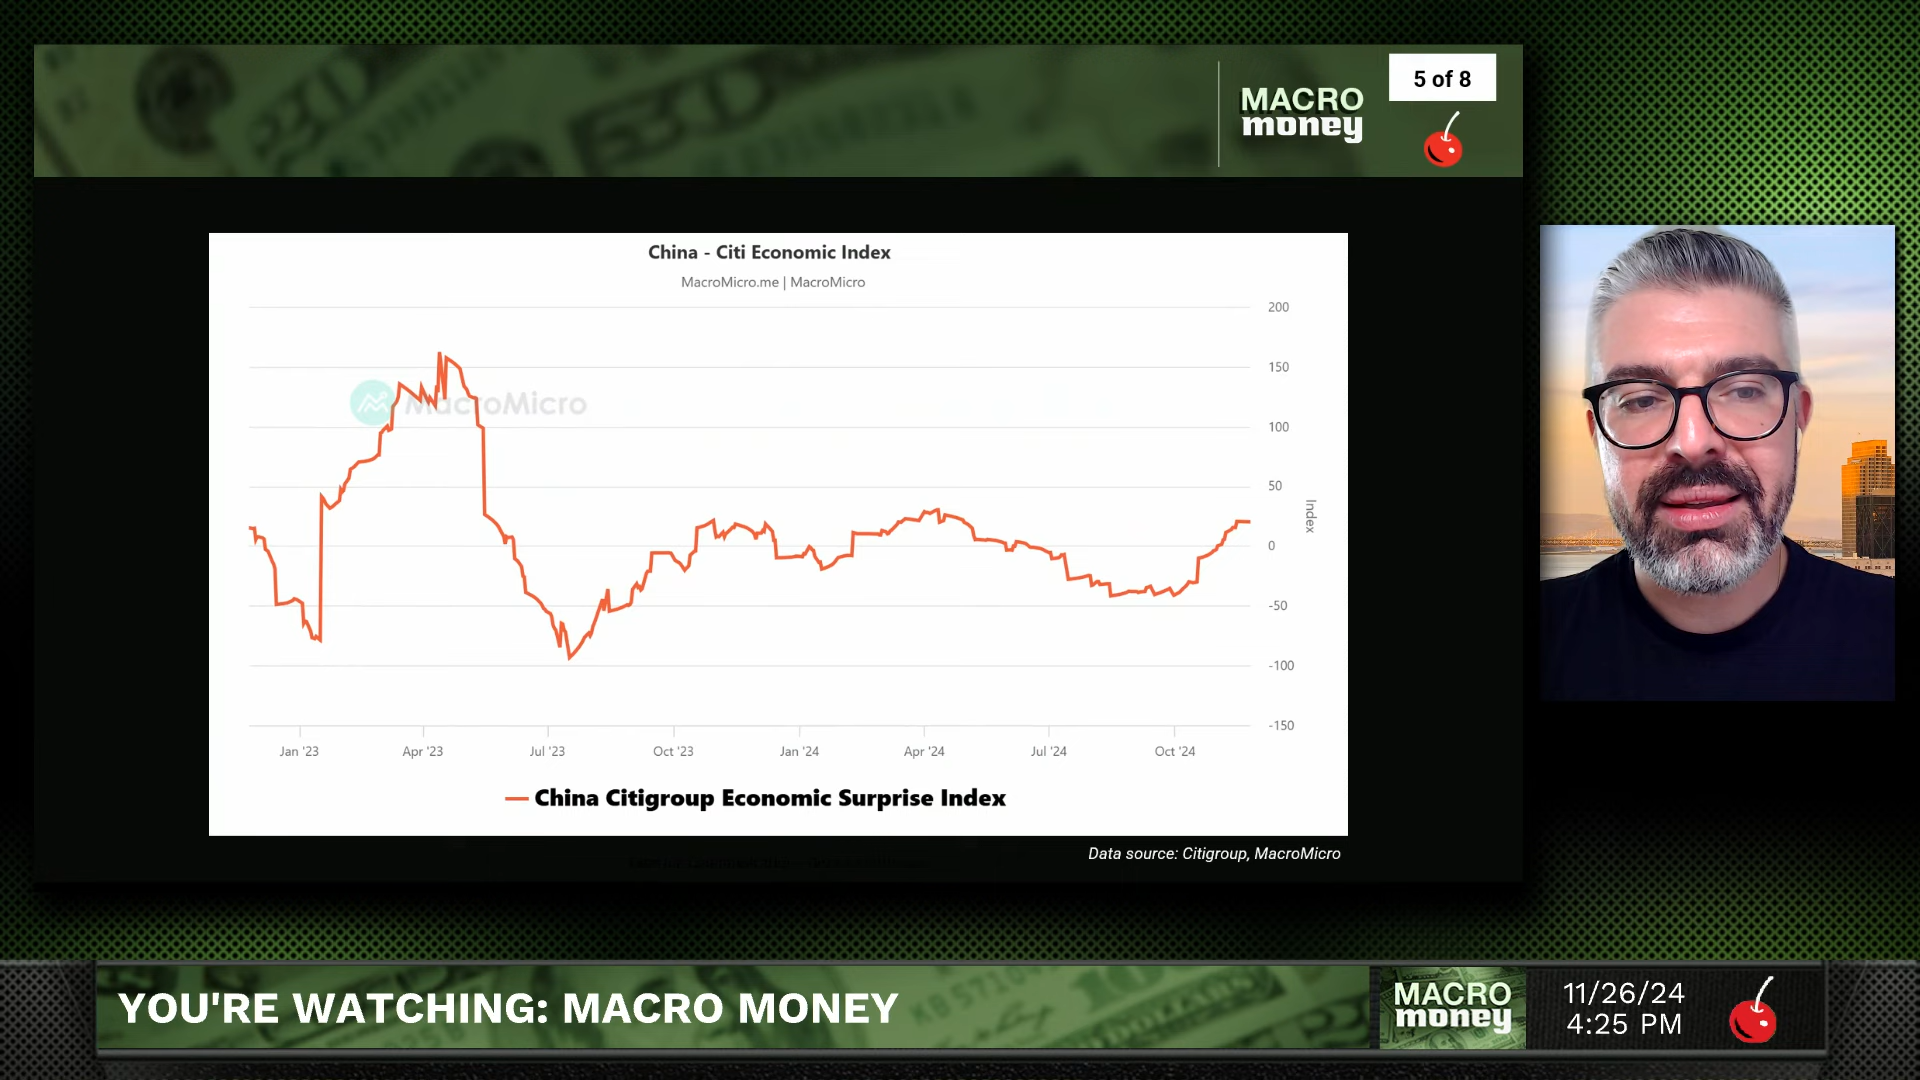 MACRO
money
5 of 8
China - Citi Economic Index
MacroMicro.me | MacroMicro
MacroMicro
200
150
100
50
0
-50
-100
-150
Index
Jan '23
Apr '23
Jul '23
Oct '23
Jan '24
Apr '24
Jul '24
Oct '24
China Citigroup Economic Surprise Index
Data source: Citigroup, MacroMicro
YOU'RE WATCHING: MACRO MONEY
MACRO
money
11/26/24
4:25 PM